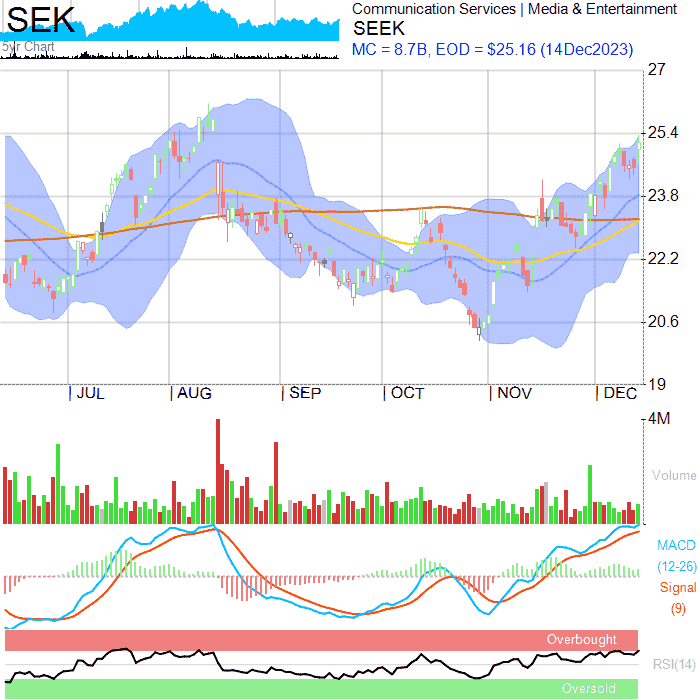 SEK
5yr Chart
Communication Services | Media & Entertainment
SEEK
MC = 8.7B, EOD = $25.16 (14Dec2023)
27
25.4
23.8
22.2
20.6
19
| JUL | AUG | SEP | OCT | NOV | DEC
4M
Volume
MACD
(12-26)
Signal
(9)
Overbought
RSI(14)
Oversold